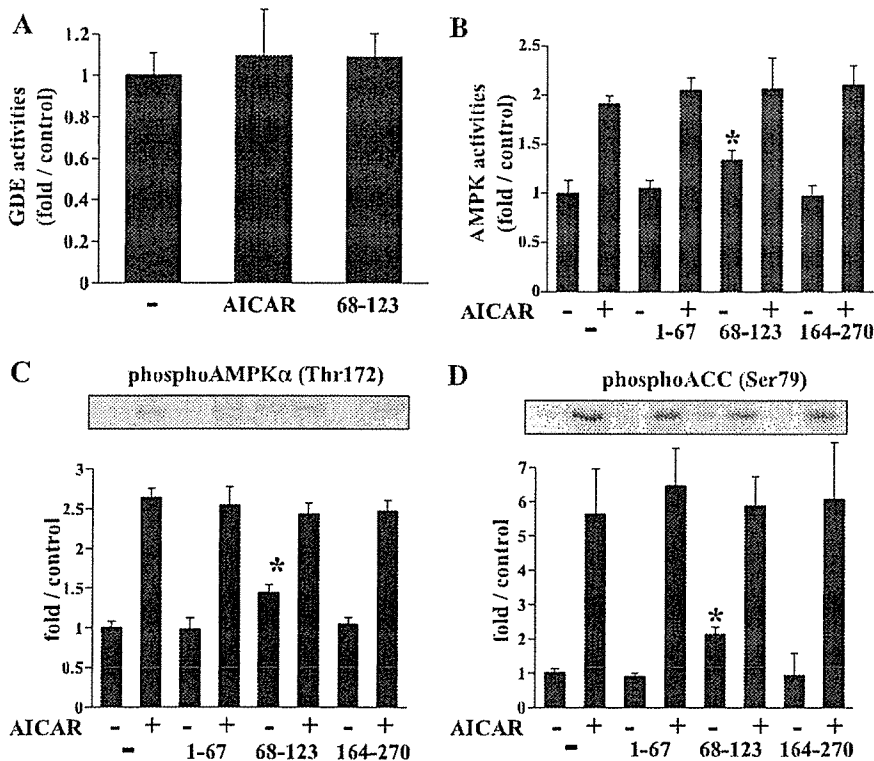 A
GDE activities
(fold / control)
1.2
1
0.8
0.6
0.4
0.2
0
- AICAR 68-123
B
AMPK activities
(fold / control)
2.5
2
1.5
1
0.5
0
*
AICAR - + - + - + - +
- 1-67 68-123 164-270
C
phosphoAMPKα (Thr172)
fold / control
3
2.5
2
1.5
1
0.5
0
*
AICAR - + - + - + - +
- 1-67 68-123 164-270
D
phosphoACC (Ser79)
fold / control
7
6
5
4
3
2
1
0
*
AICAR - + - + - + - +
- 1-67 68-123 164-270